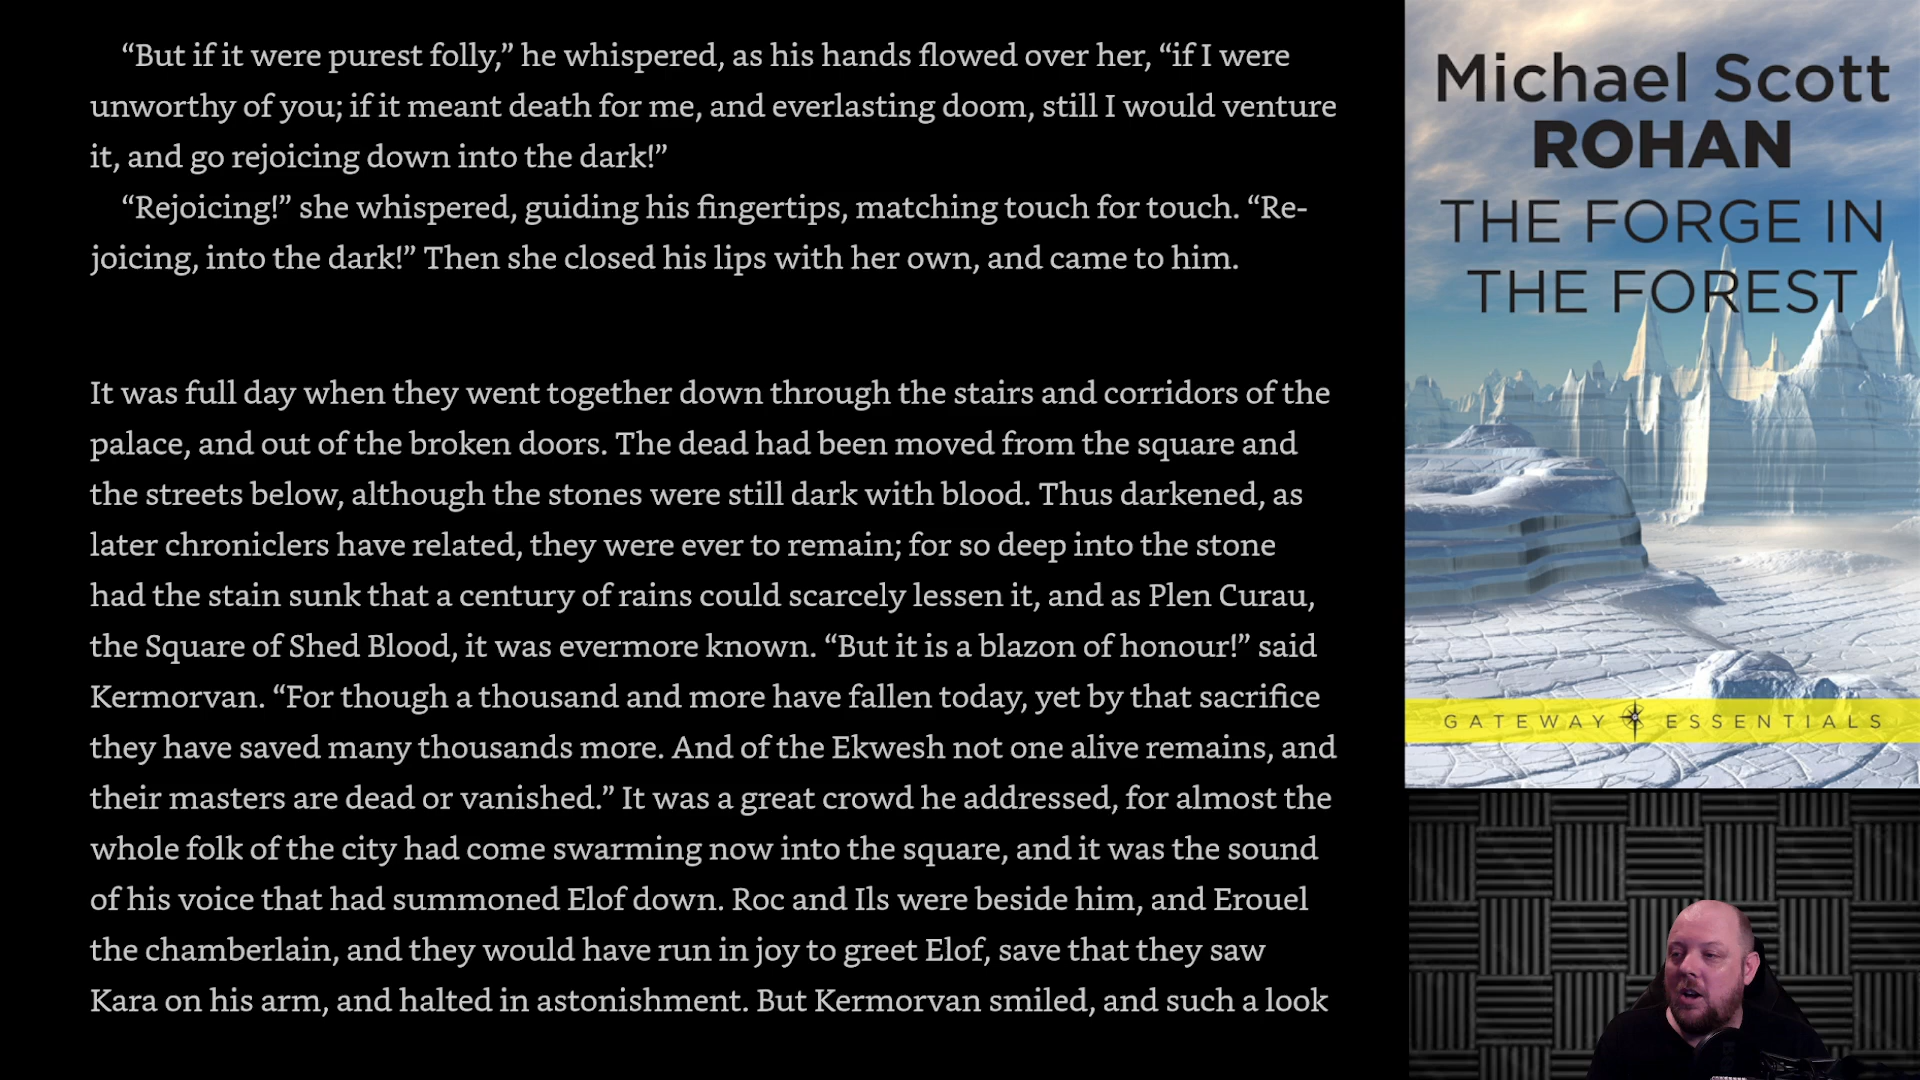 “But if it were purest folly,” he whispered, as his hands flowed over her, “if I were
unworthy of you; if it meant death for me, and everlasting doom, still I would venture
it, and go rejoicing down into the dark!”
“Rejoicing!” she whispered, guiding his fingertips, matching touch for touch. “Re-
joicing, into the dark!” Then she closed his lips with her own, and came to him.
It was full day when they went together down through the stairs and corridors of the
palace, and out of the broken doors. The dead had been moved from the square and
the streets below, although the stones were still dark with blood. Thus darkened, as
later chroniclers have related, they were ever to remain; for so deep into the stone
had the stain sunk that a century of rains could scarcely lessen it, and as Plen Curau,
the Square of Shed Blood, it was evermore known. “But it is a blazon of honour!” said
Kermorvan. “For though a thousand and more have fallen today, yet by that sacrifice
they have saved many thousands more. And of the Ekwesh not one alive remains, and
their masters are dead or vanished.” It was a great crowd he addressed, for almost the
whole folk of the city had come swarming now into the square, and it was the sound
of his voice that had summoned Elof down. Roc and Ils were beside him, and Erouel
the chamberlain, and they would have run in joy to greet Elof, save that they saw
Kara on his arm, and halted in astonishment. But Kermorvan smiled, and such a look
Michael Scott
ROHAN
THE FORGE IN
THE FOREST
GATEWAY ESSENTIALS